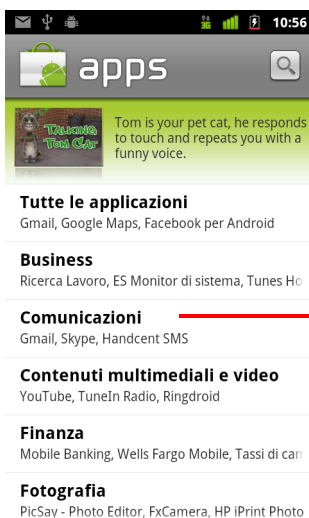 3G 10:56
apps
TALKING
TOM CAT
Tom is your pet cat, he responds
to touch and repeats you with a
funny voice.
Tutte le applicazioni
Gmail, Google Maps, Facebook per Android
Business
Ricerca Lavoro, ES Monitor di sistema, Tunes Ho
Comunicazioni
Gmail, Skype, Handcent SMS
Contenuti multimediali e video
YouTube, TuneIn Radio, Ringdroid
Finanza
Mobile Banking, Wells Fargo Mobile, Tassi di cam
Fotografia
PicSay - Photo Editor, FxCamera, HP iPrint Photo